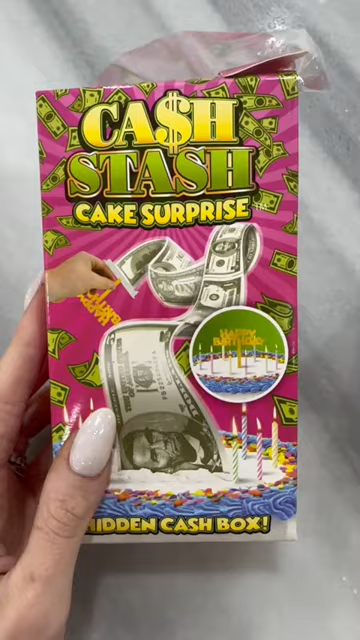 CA$H
STASH
CAKE SURPRISE
HAPPY
BIRTHDAY
HIDDEN CASH BOX!